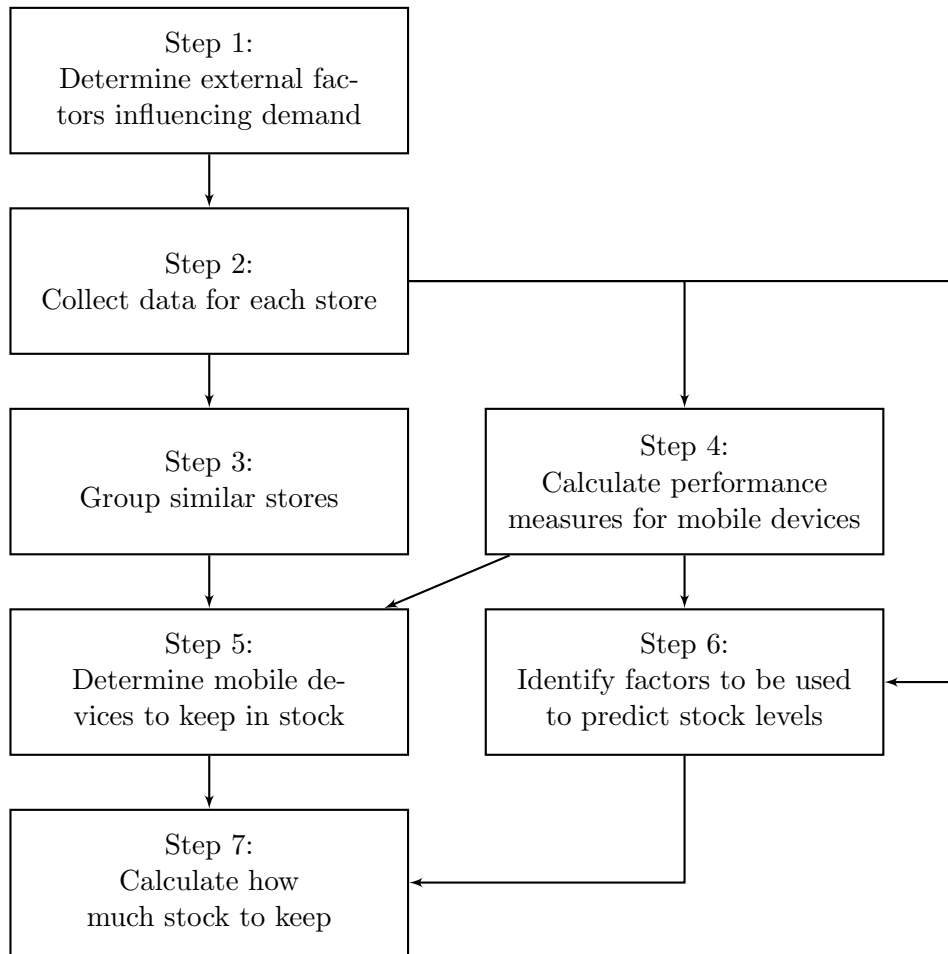 Step 1:
Determine external fac-
tors influencing demand
Step 2:
Collect data for each store
Step 3:
Group similar stores
Step 4:
Calculate performance
measures for mobile devices
Step 5:
Determine mobile de-
vices to keep in stock
Step 6:
Identify factors to be used
to predict stock levels
Step 7:
Calculate how
much stock to keep